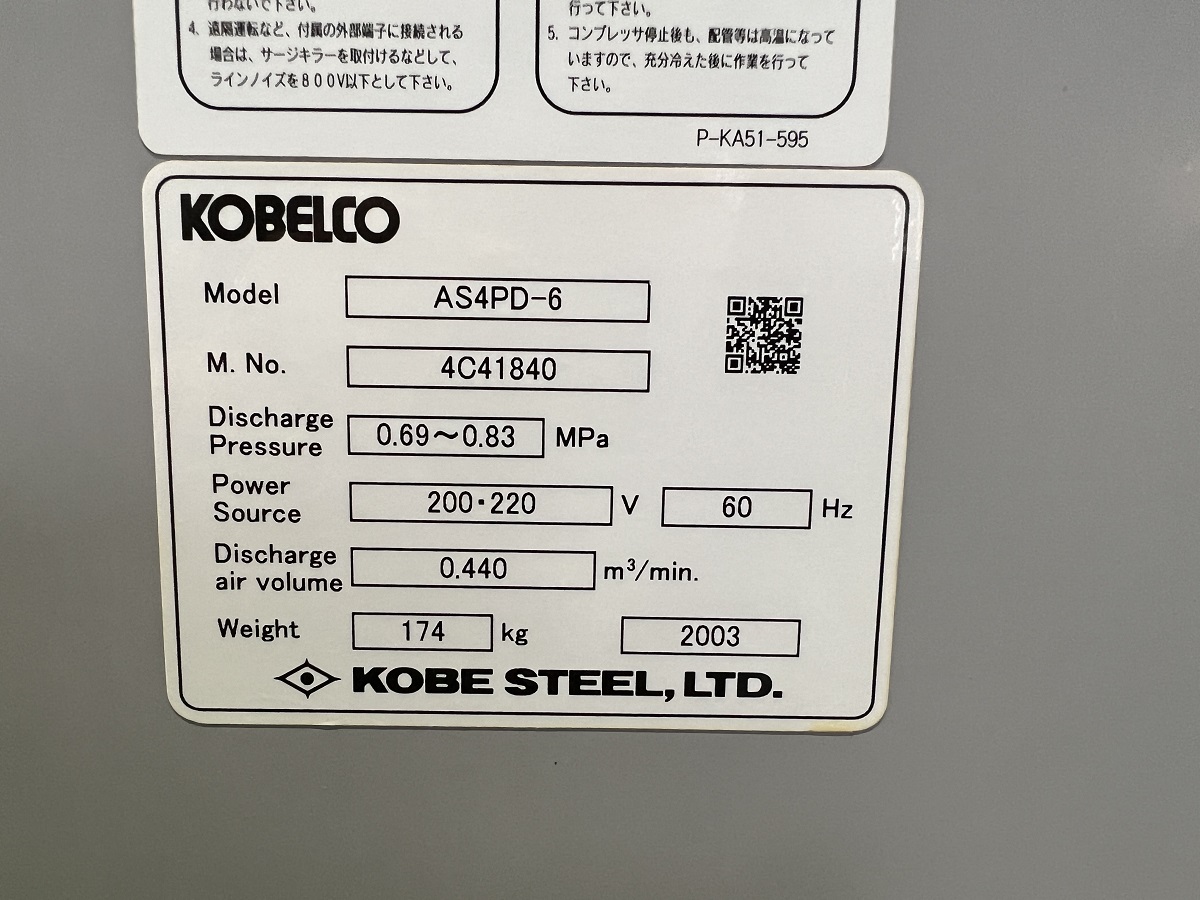 行わないで下さい。
4. 遠隔運転など、付属の外部端子に接続される
場合は、サージキラーを取付けるなどして、
ラインノイズを800V以下として下さい。
行って下さい。
5. コンプレッサ停止後も、配管等は高温になって
いますので、充分冷えた後に作業を行って
下さい。
P-KA51-595
KOBELCO
Model AS4PD-6
M. No. 4C41840
Discharge Pressure 0.69～0.83 MPa
Power Source 200・220 V 60 Hz
Discharge air volume 0.440 m³/min.
Weight 174 kg 2003
KOBE STEEL, LTD.